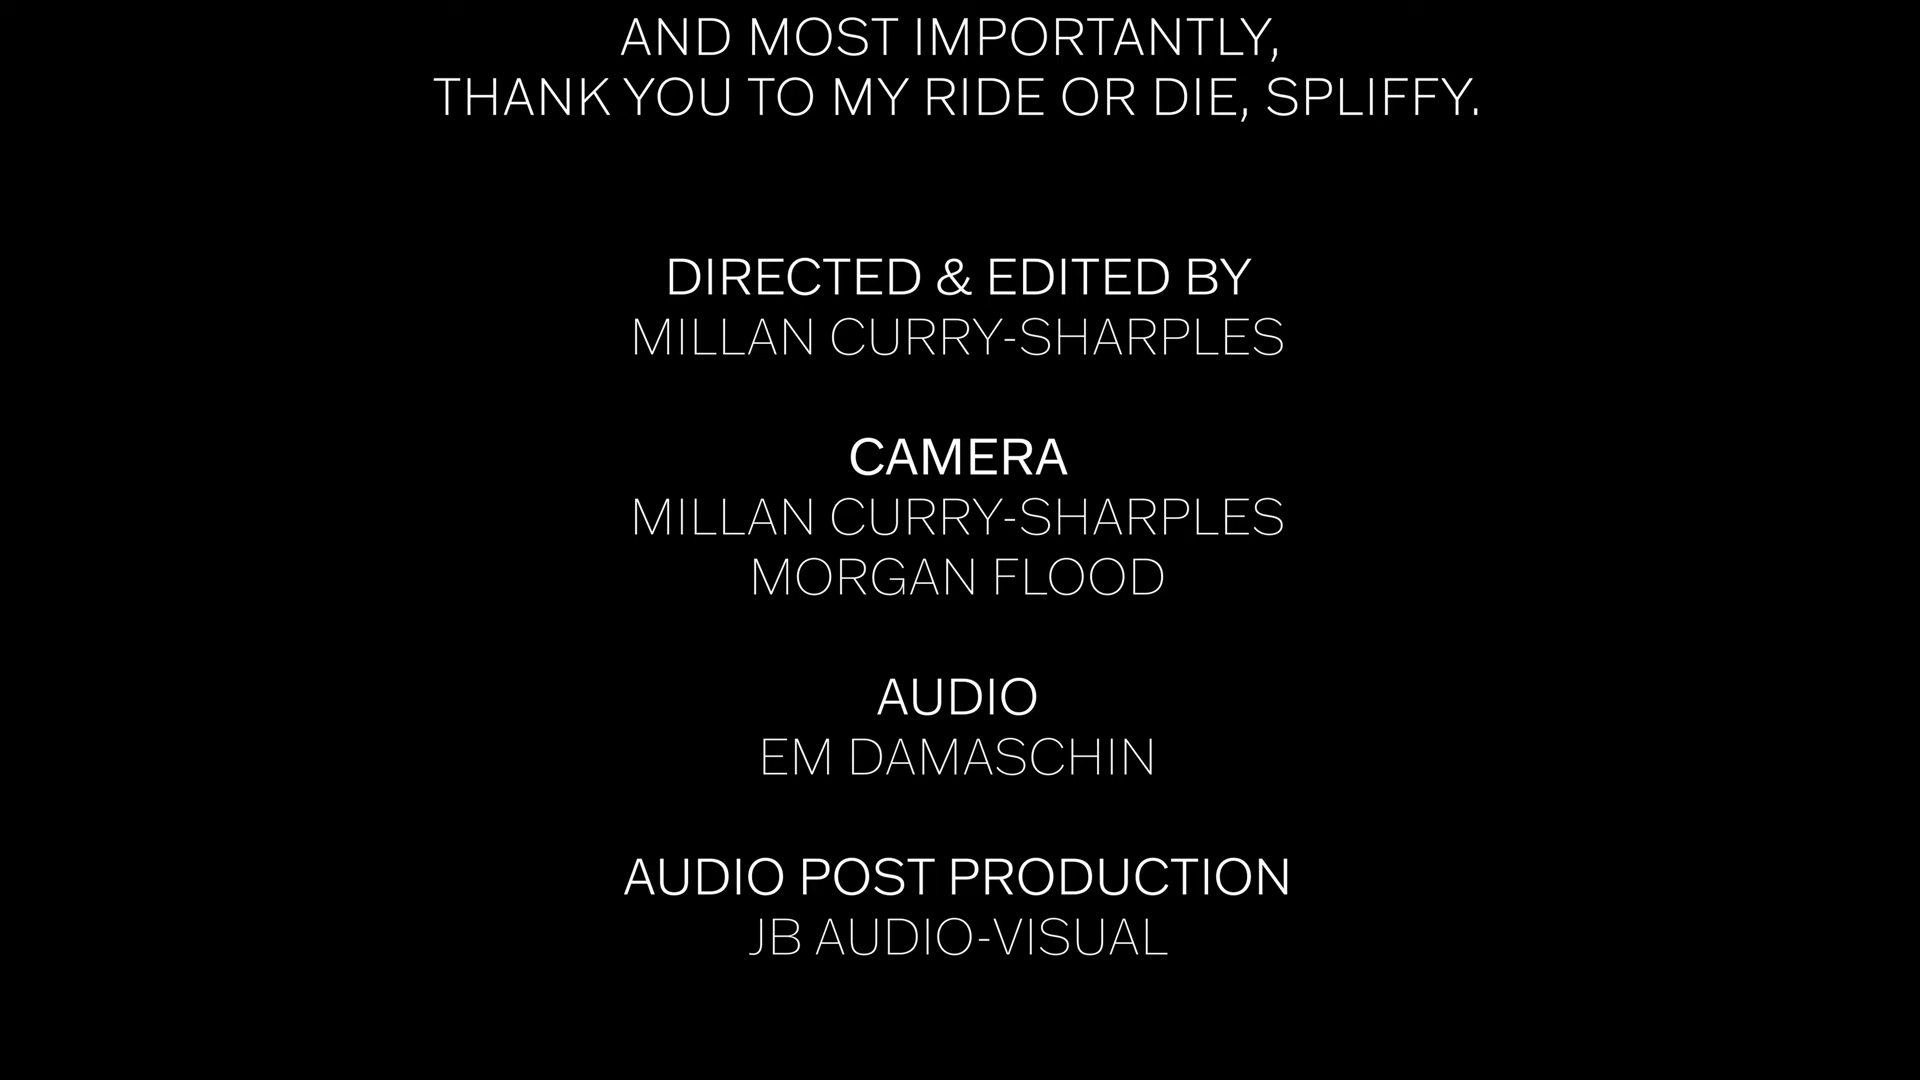 AND MOST IMPORTANTLY,
THANK YOU TO MY RIDE OR DIE, SPLIFFY.
DIRECTED & EDITED BY
MILLAN CURRY-SHARPLES
CAMERA
MILLAN CURRY-SHARPLES
MORGAN FLOOD
AUDIO
EM DAMASCHIN
AUDIO POST PRODUCTION
JB AUDIO-VISUAL